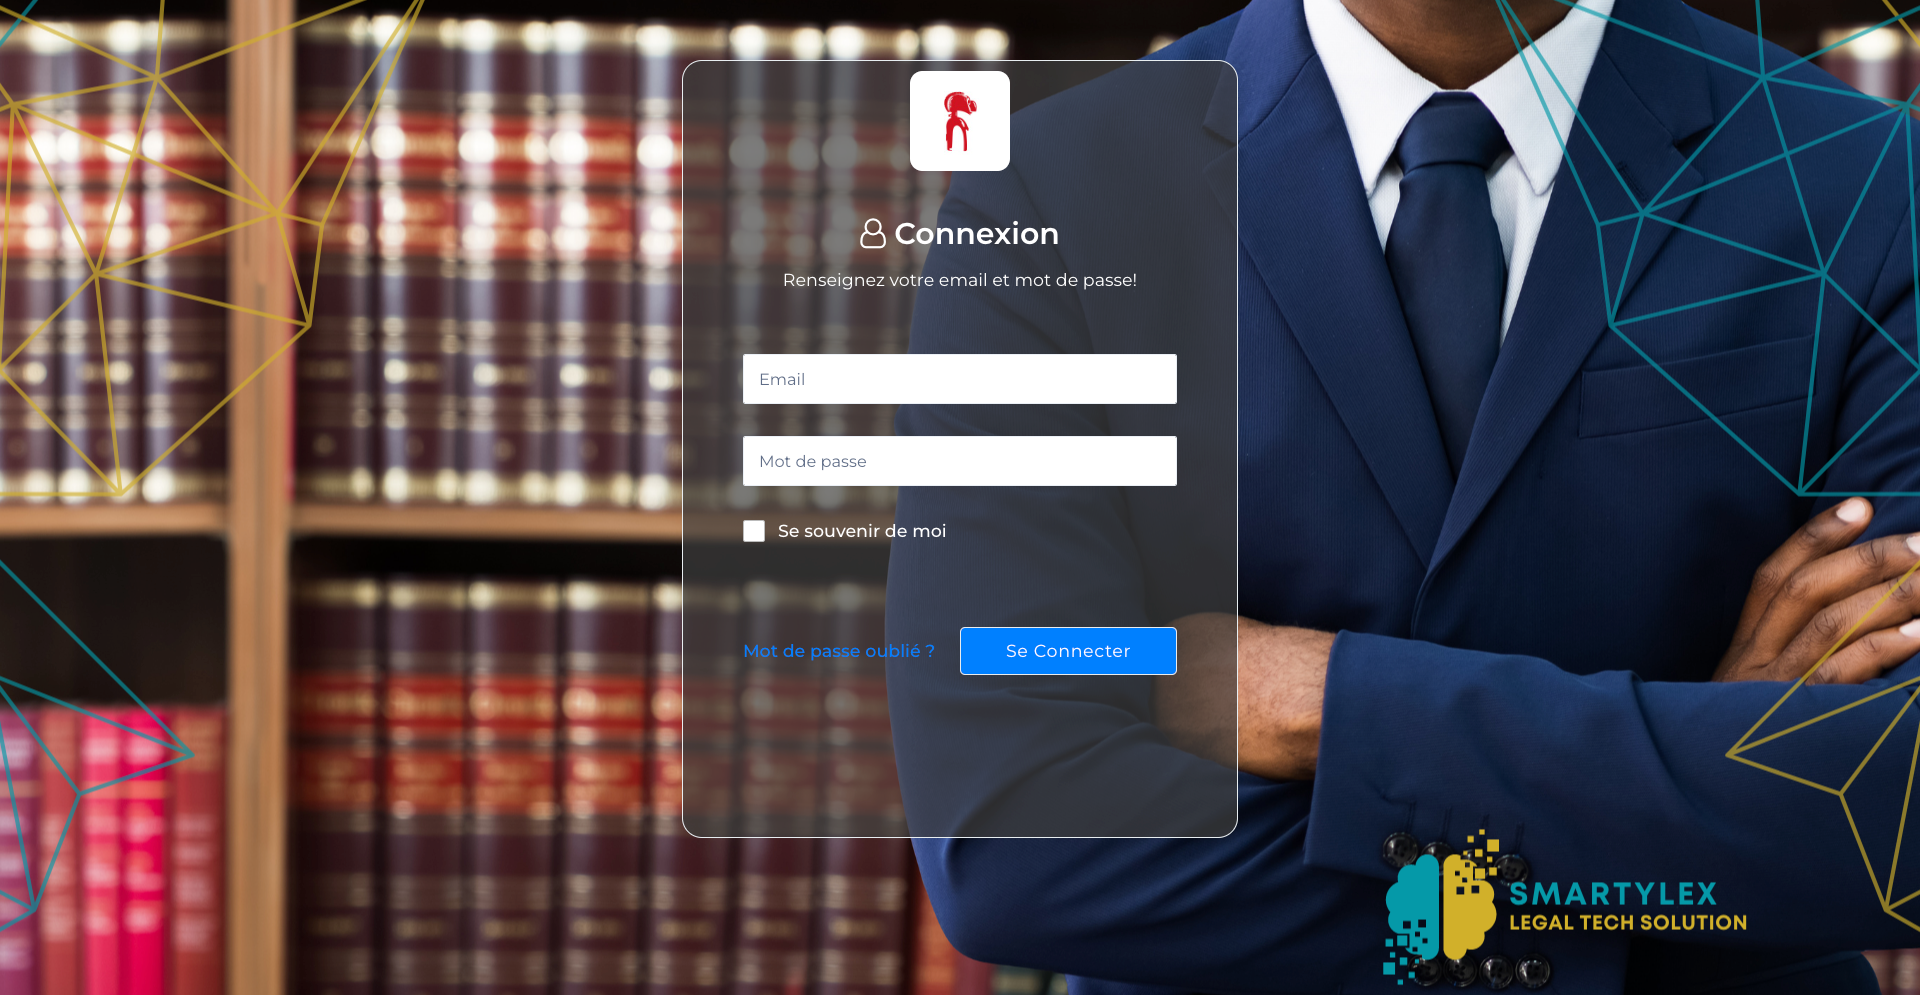 Connexion
Renseignez votre email et mot de passe!
Email
Mot de passe
Se souvenir de moi
Mot de passe oublié ?
Se Connecter
SMARTYLEX
LEGAL TECH SOLUTION